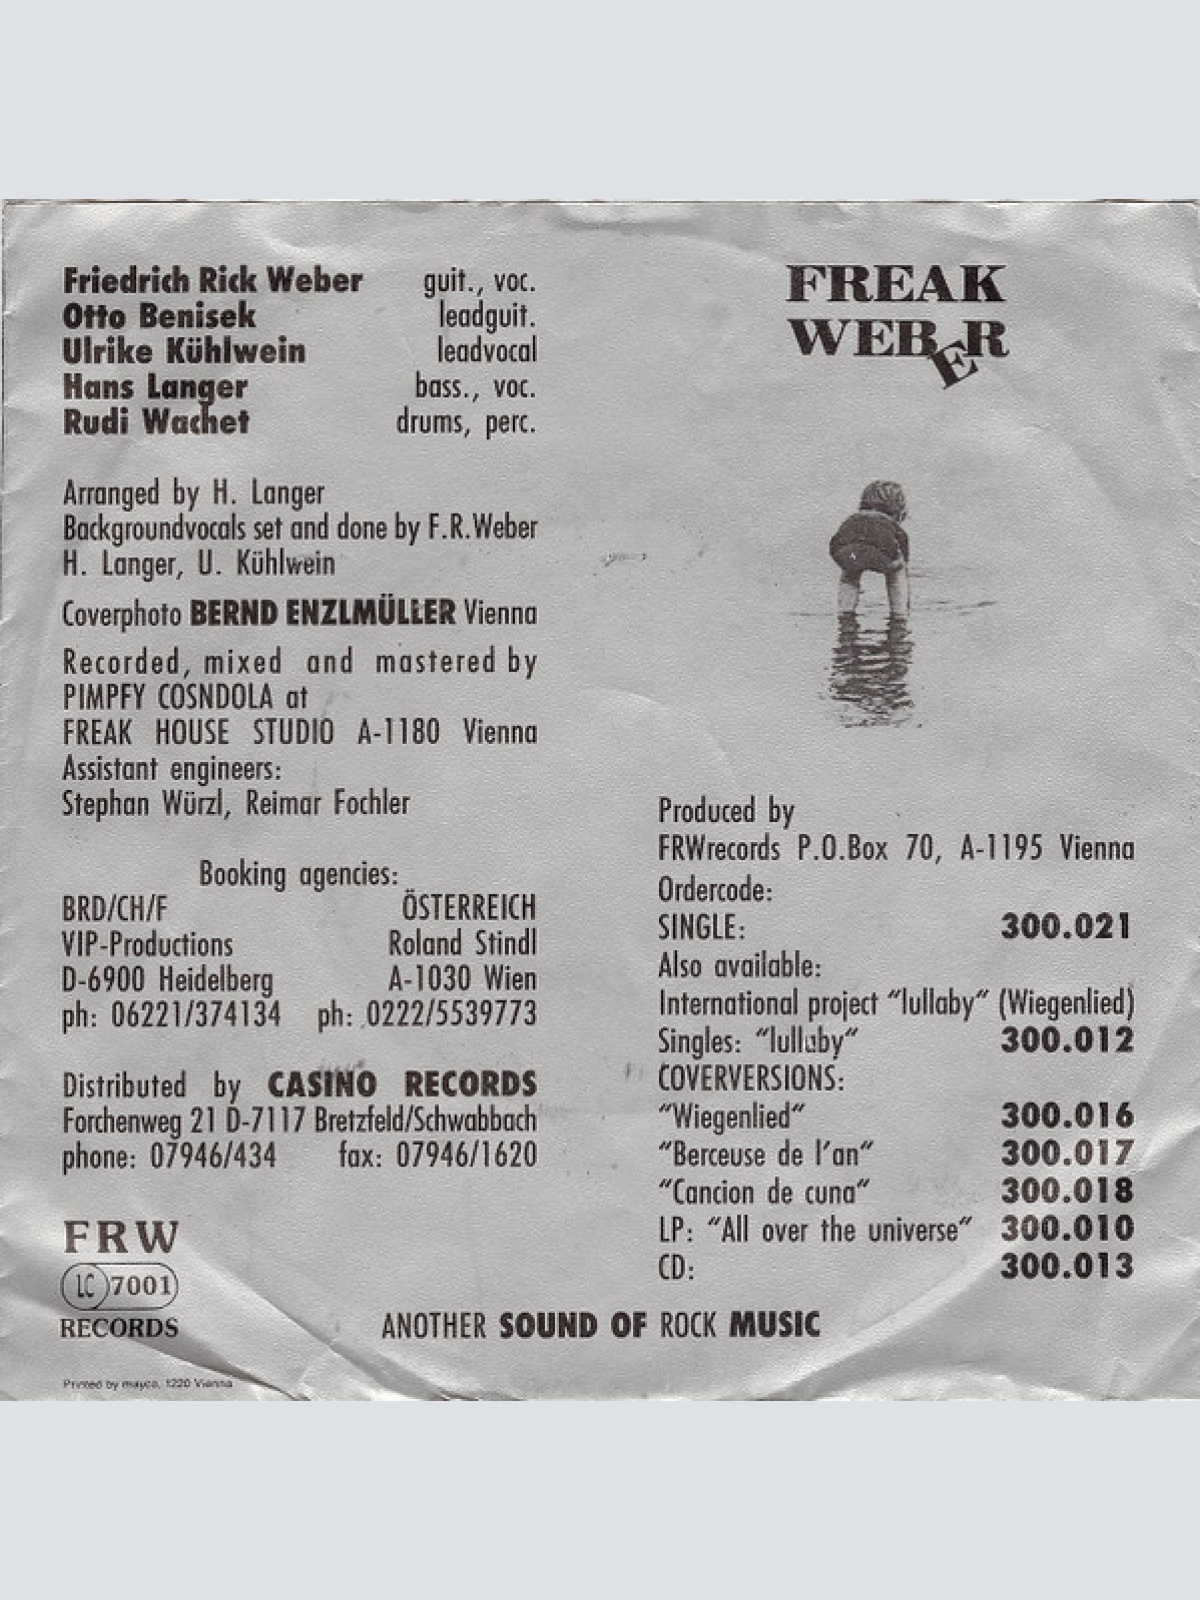 Friedrich Rick Weber guit., voc.
Otto Benisek leadguit.
Ulrike Kühlwein leadvocal
Hans Langer bass., voc.
Rudi Wachet drums, perc.
Arranged by H. Langer
Backgroundvocals set and done by F.R.Weber
H. Langer, U. Kühlwein
Coverphoto BERND ENZLMÜLLER Vienna
Recorded, mixed and mastered by
PIMPFY COSNDOLA at
FREAK HOUSE STUDIO A-1180 Vienna
Assistant engineers:
Stephan Würzl, Reimar Fochler
Booking agencies:
BRD/CH/F ÖSTERREICH
VIP-Productions Roland Stindl
D-6900 Heidelberg A-1030 Wien
ph: 06221/374134 ph: 0222/5539773
Distributed by CASINO RECORDS
Forchenweg 21 D-7117 Bretzfeld/Schwabbach
phone: 07946/434 fax: 07946/1620
FRW
LC 7001
RECORDS
Printed by mayco, 1220 Vienna
FREAK
WEBER
Produced by
FRWrecords P.O.Box 70, A-1195 Vienna
Ordercode:
SINGLE: 300.021
Also available:
International project “lullaby“ (Wiegenlied)
Singles: “lullaby“ 300.012
COVERVERSIONS:
“Wiegenlied“ 300.016
“Berceuse de l’an“ 300.017
“Cancion de cuna“ 300.018
LP: “All over the universe“ 300.010
CD: 300.013
ANOTHER SOUND OF ROCK MUSIC